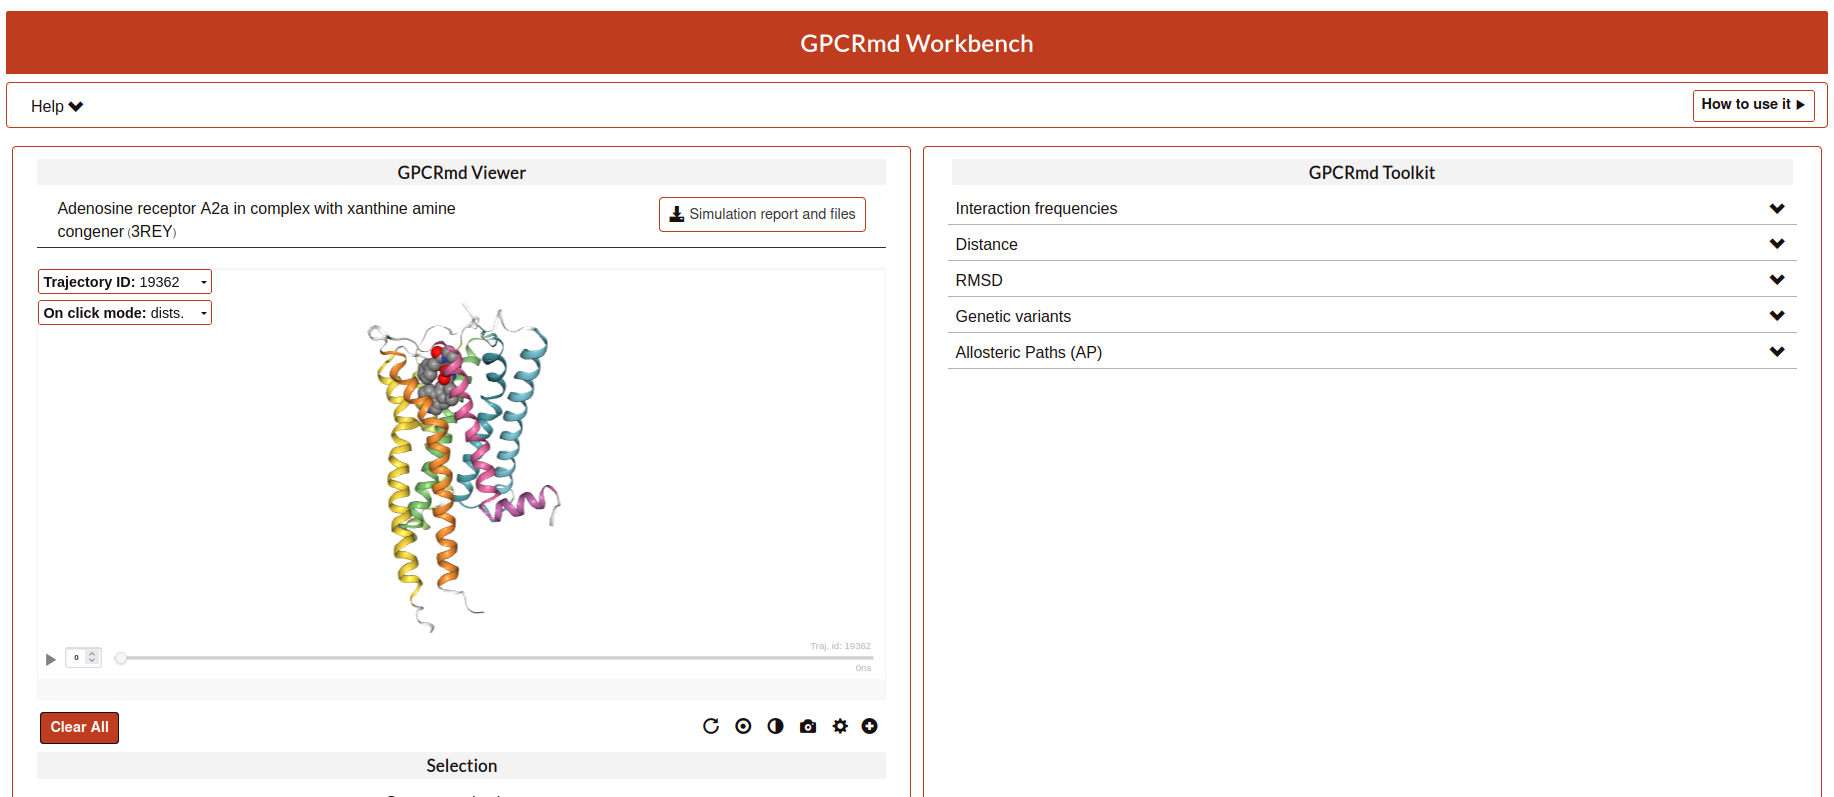 GPCRmd Workbench
Help
How to use it
GPCRmd Viewer
Adenosine receptor A2a in complex with xanthine amine
congener (3REY)
Simulation report and files
Trajectory ID: 19362
On click mode: dists.
Traj. id: 19362
0
0ns
Clear All
Selection
GPCRmd Toolkit
Interaction frequencies
Distance
RMSD
Genetic variants
Allosteric Paths (AP)